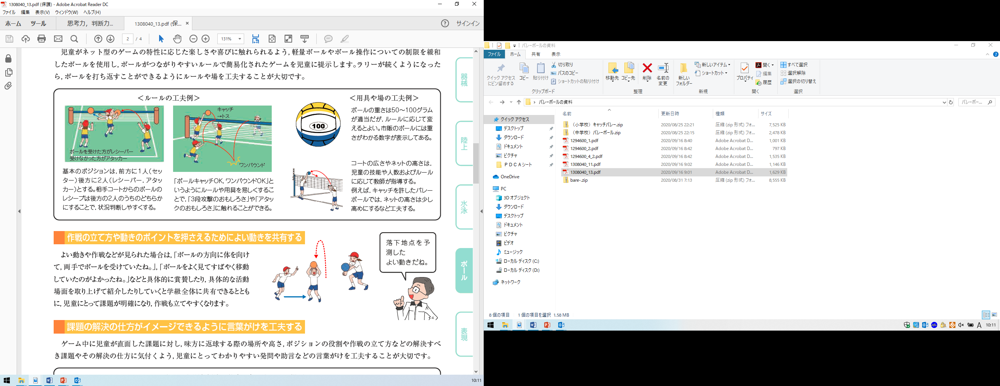 1308040_13.pdf (保護) - Adobe Acrobat Reader DC
ファイル 編集 表示(V) ウィンドウ(W) ヘルプ(H)
ホーム ツール 思考力，判断力... 1308040_13.pdf (保... × サインイン
2 / 4 131%
児童がネット型のゲームの特性に応じた楽しさや喜びに触れられるよう，軽量ボールやボール操作についての制限を緩和
したボールを使用し，ボールがつながりやすいルールで簡易化されたゲームを児童に提示します。ラリーが続くようになった
ら，ボールを打ち返すことができるようにルールや場を工夫することが大切です。
＜ルールの工夫例＞
ボールを受けた方がレシーバー
受けなかった方がアタッカー
基本のポジションは，前方に1人（セッ
ター）後方に2人（レシーバー，アタッ
カー）とする。相手コートからのボールの
レシーブは後方の2人のうちのどちらか
にすることで，状況判断しやすくする。
キャッチ
→トス
ワンバウンド
「ボールキャッチOK，ワンバウンドOK」と
いうようにルールや用具を易しくするこ
とで，「3段攻撃のおもしろさ」や「アタッ
クのおもしろさ」に触れることができる。
＜用具や場の工夫例＞
100
ボールの重さは50～100グラム
が適当だが，ルールに応じて変
えるとよい。市販のボールには重
さがわかる数字が表示してある。
コートの広さやネットの高さは，
児童の技能や人数およびルール
に応じて教師が指導する。
例えば，キャッチを許したバレー
ボールでは，ネットの高さは少し
高めにするなど工夫する。
作戦の立て方や動きのポイントを押さえるためによい動きを共有する
よい動きや作戦などが見られた場合は，「ボールの方向に体を向け
て，両手でボールを受けていたね。」，「ボールをよく見てすばやく移動
していたのがよかったね。」などと具体的に賞賛したり，具体的な活動
場面を取り上げて紹介したりしていくと学級全体に共有できるととも
に，児童にとって課題が明確になり，作戦も立てやすくなります。
落下地点を予
測した
よい動きだね。
課題の解決の仕方がイメージできるように言葉がけを工夫する
ゲーム中に児童が直面した課題に対し，味方に返球する際の場所や高さ，ポジションの役割や作戦の立て方などの解決すべ
き課題やその解決の仕方に気付くよう，児童にとってわかりやすい発問や助言などの言葉がけを工夫することが大切です。
器械
陸上
水泳
ボール
表現
10:11
バレーボールの資料
ファイル ホーム 共有 表示
クイック アクセス
にピン留めする
コピー
貼り付け
切り取り
パスのコピー
ショートカットの貼り付け
クリップボード
移動先
コピー先
削除
名前の
変更
整理
新しい
フォルダー
新しいアイテム
ショートカット
新規
プロパティ
開く
編集
履歴
開く
すべて選択
選択解除
選択の切り替え
選択
バレーボールの資料
バレーボー...
名前 更新日時 種類 サイズ
（小学校）キャッチバレー.zip 2020/08/25 22:21 圧縮 (zip 形式) フォ... 7,525 KB
（中学校）バレーボール.zip 2020/08/25 22:15 圧縮 (zip 形式) フォ... 2,478 KB
1294600_1.pdf 2020/09/16 8:40 Adobe Acrobat D... 1,001 KB
1294600_2.pdf 2020/09/16 8:42 Adobe Acrobat D... 797 KB
1294600_4_2.pdf 2020/09/16 8:42 Adobe Acrobat D... 1,535 KB
1308040_11.pdf 2020/09/16 9:02 Adobe Acrobat D... 1,146 KB
1308040_13.pdf 2020/09/16 9:01 Adobe Acrobat D... 1,629 KB
bare-.zip 2020/08/31 7:13 圧縮 (zip 形式) フォ... 8,555 KB
クイック アクセス
デスクトップ
ダウンロード
ドキュメント
ピクチャ
ＰＤＣＡシート
OneDrive
PC
3D オブジェクト
ダウンロード
デスクトップ
ドキュメント
ピクチャ
ビデオ
ミュージック
ローカル ディスク (C:)
ローカル ディスク (D:)
ネットワーク
8 個の項目 1 個の項目を選択 1.58 MB
A 10:11